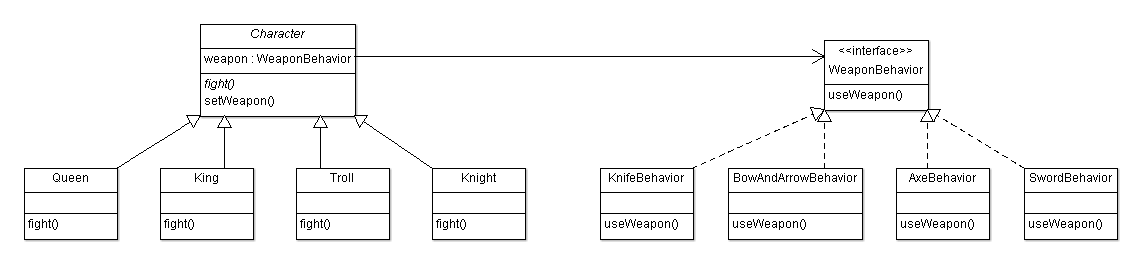 Character
weapon : WeaponBehavior
fight()
setWeapon()
<<interface>>
WeaponBehavior
useWeapon()
Queen
fight()
King
fight()
Troll
fight()
Knight
fight()
KnifeBehavior
useWeapon()
BowAndArrowBehavior
useWeapon()
AxeBehavior
useWeapon()
SwordBehavior
useWeapon()